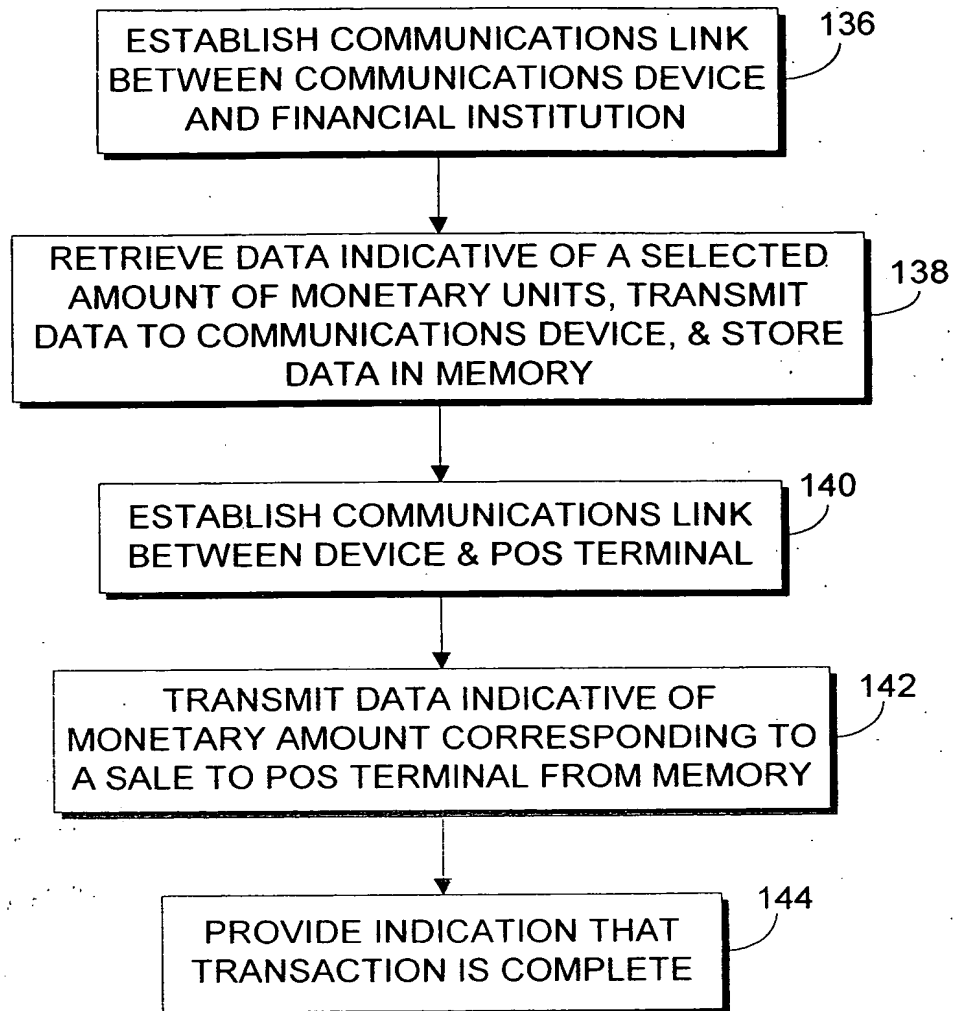 ESTABLISH COMMUNICATIONS LINK
BETWEEN COMMUNICATIONS DEVICE
AND FINANCIAL INSTITUTION
136
RETRIEVE DATA INDICATIVE OF A SELECTED
AMOUNT OF MONETARY UNITS, TRANSMIT
DATA TO COMMUNICATIONS DEVICE, & STORE
DATA IN MEMORY
138
ESTABLISH COMMUNICATIONS LINK
BETWEEN DEVICE & POS TERMINAL
140
TRANSMIT DATA INDICATIVE OF
MONETARY AMOUNT CORRESPONDING TO
A SALE TO POS TERMINAL FROM MEMORY
142
PROVIDE INDICATION THAT
TRANSACTION IS COMPLETE
144